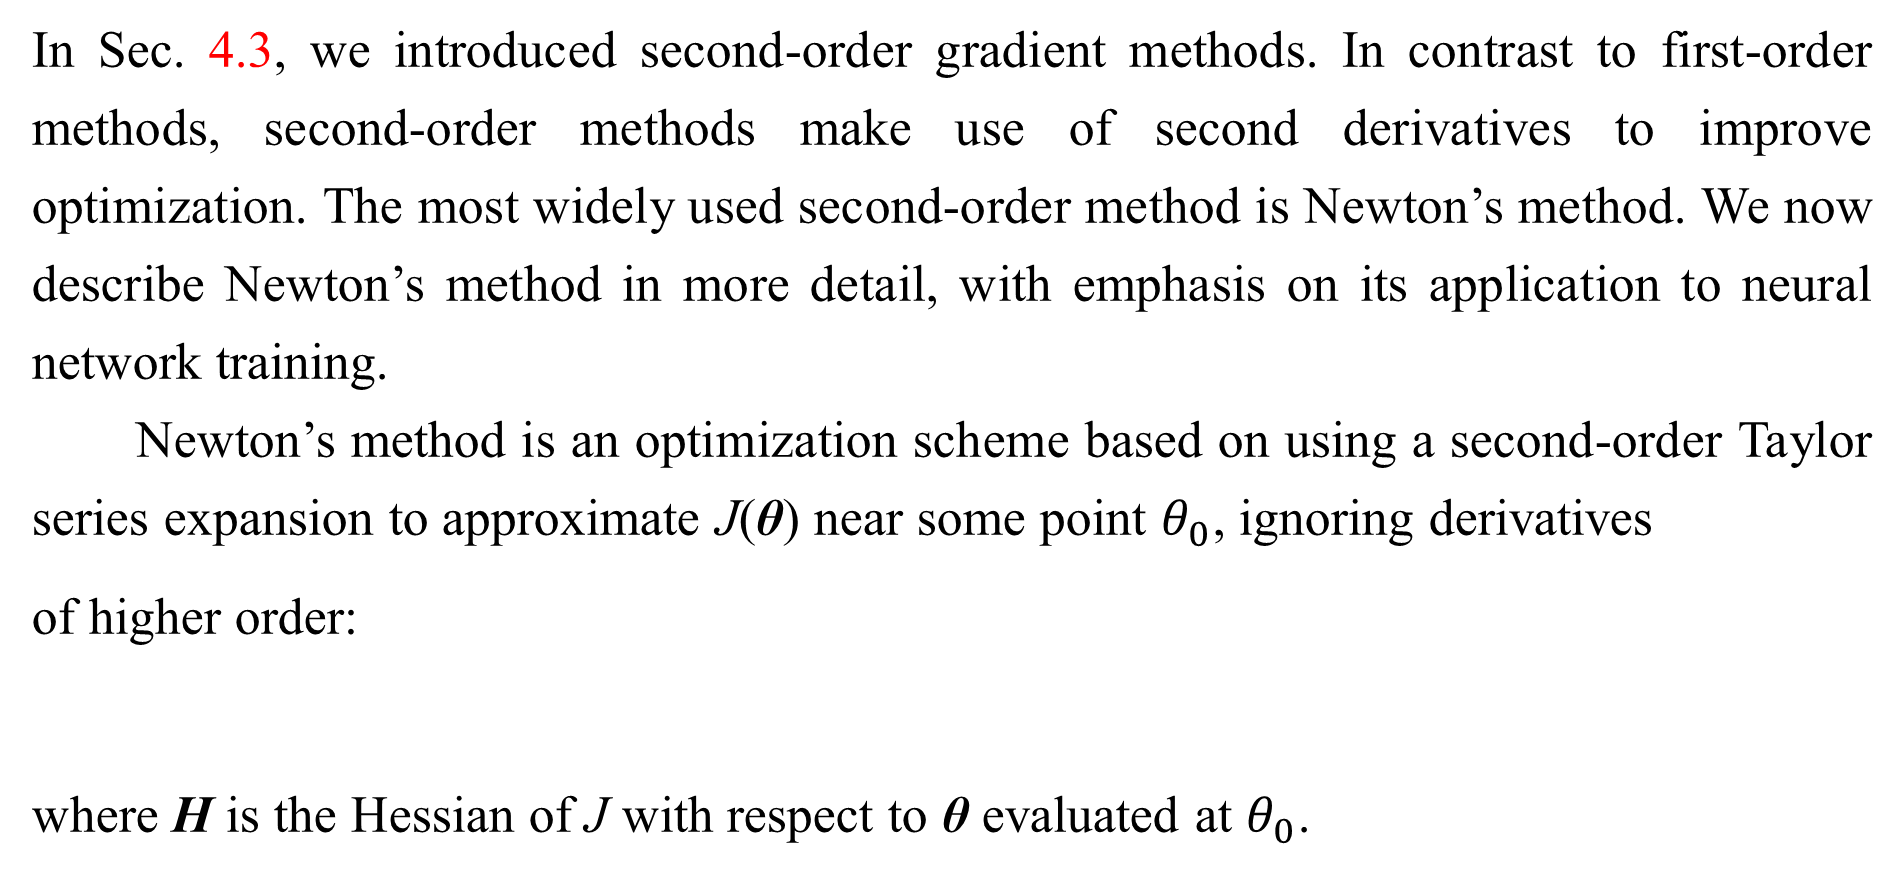 In Sec. 4.3, we introduced second-order gradient methods. In contrast to first-order
methods, second-order methods make use of second derivatives to improve
optimization. The most widely used second-order method is Newton’s method. We now
describe Newton’s method in more detail, with emphasis on its application to neural
network training.
Newton’s method is an optimization scheme based on using a second-order Taylor
series expansion to approximate J(θ) near some point θ₀, ignoring derivatives
of higher order:
where H is the Hessian of J with respect to θ evaluated at θ₀.